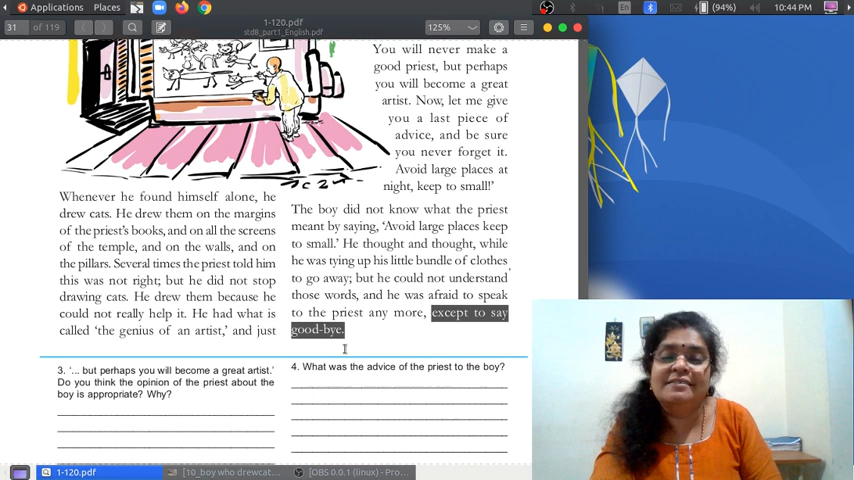 Applications
Places
En
(94%)
10:44 PM
31
of 119
1-120.pdf
std8_part1_English.pdf
125%
You will never make a
good priest, but perhaps
you will become a great
artist. Now, let me give
you a last piece of
advice, and be sure
you never forget it.
Avoid large places at
night, keep to small!’
Whenever he found himself alone, he
drew cats. He drew them on the margins
of the priest's books, and on all the screens
of the temple, and on the walls, and on
the pillars. Several times the priest told him
this was not right; but he did not stop
drawing cats. He drew them because he
could not really help it. He had what is
called ‘the genius of an artist,’ and just
The boy did not know what the priest
meant by saying, ‘Avoid large places keep
to small.’ He thought and thought, while
he was tying up his little bundle of clothes
to go away; but he could not understand
those words, and he was afraid to speak
to the priest any more, except to say
good-bye.
3. ‘... but perhaps you will become a great artist.’
Do you think the opinion of the priest about the
boy is appropriate? Why?
4. What was the advice of the priest to the boy?
1-120.pdf
[10_boy who drewcat...
[OBS 0.0.1 (linux) - Pro...